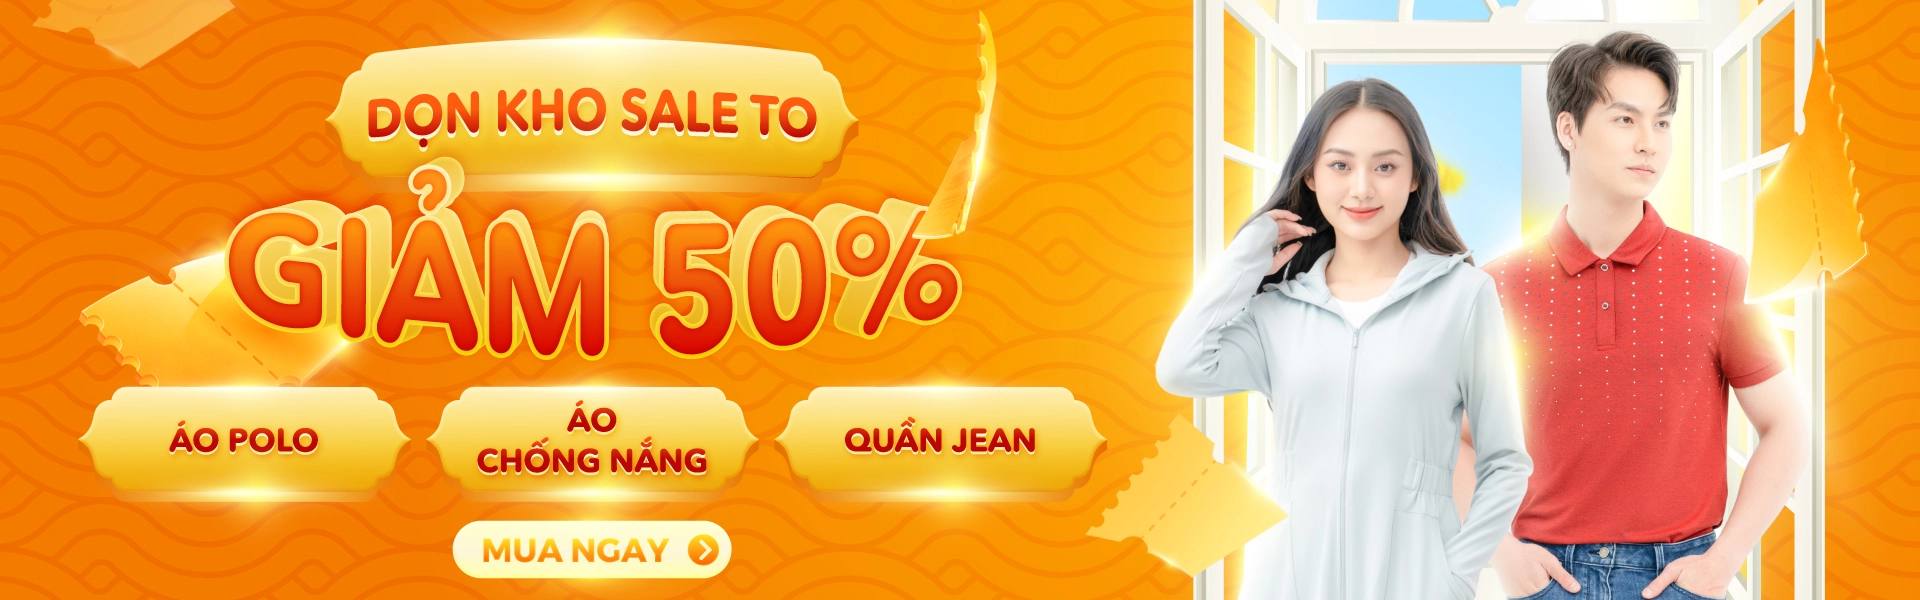 DỌN KHO SALE TO
GIẢM 50%
ÁO POLO
ÁO
CHỐNG NẮNG
QUẦN JEAN
MUA NGAY